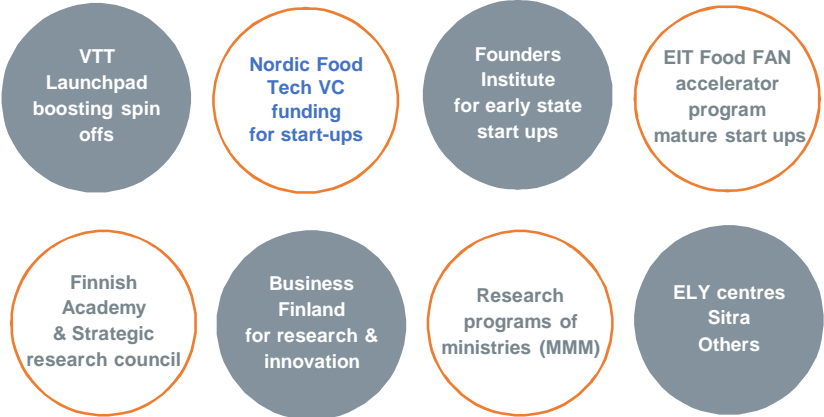 VTT
Launchpad
boosting spin
offs
Nordic Food
Tech VC
funding
for start-ups
Founders
Institute
for early state
start ups
EIT Food FAN
accelerator
program
mature start ups
Finnish
Academy
& Strategic
research council
Business
Finland
for research &
innovation
Research
programs of
ministries (MMM)
ELY centres
Sitra
Others